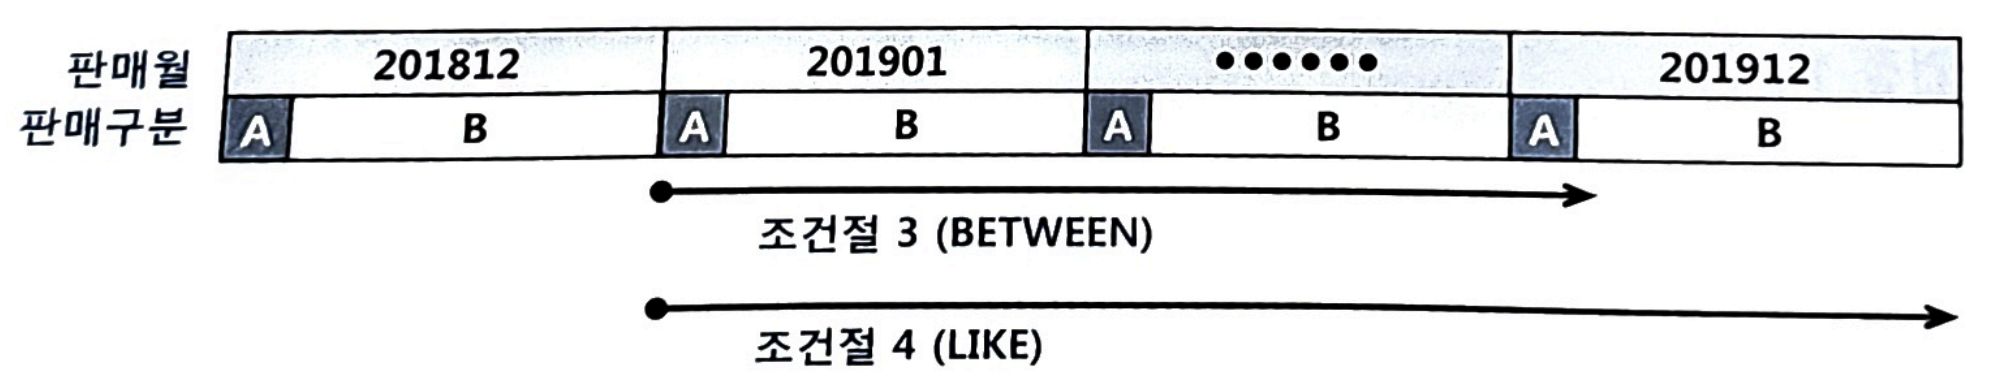 판매월 201812 201901 ●●●●●● 201912
판매구분 A B A B A B A B
조건절 3 (BETWEEN)
조건절 4 (LIKE)